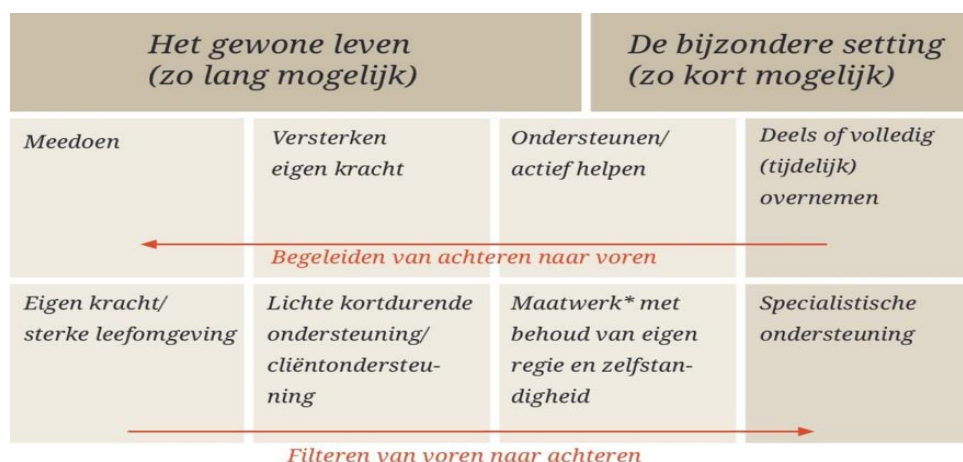 Het gewone leven
(zo lang mogelijk)
De bijzondere setting
(zo kort mogelijk)
Meedoen
Versterken
eigen kracht
Ondersteunen/
actief helpen
Deels of volledig
(tijdelijk)
overnemen
Begeleiden van achteren naar voren
Eigen kracht/
sterke leefomgeving
Lichte kortdurende
ondersteuning/
cliëntondersteu-
ning
Maatwerk* met
behoud van eigen
regie en zelfstan-
digheid
Specialistische
ondersteuning
Filteren van voren naar achteren